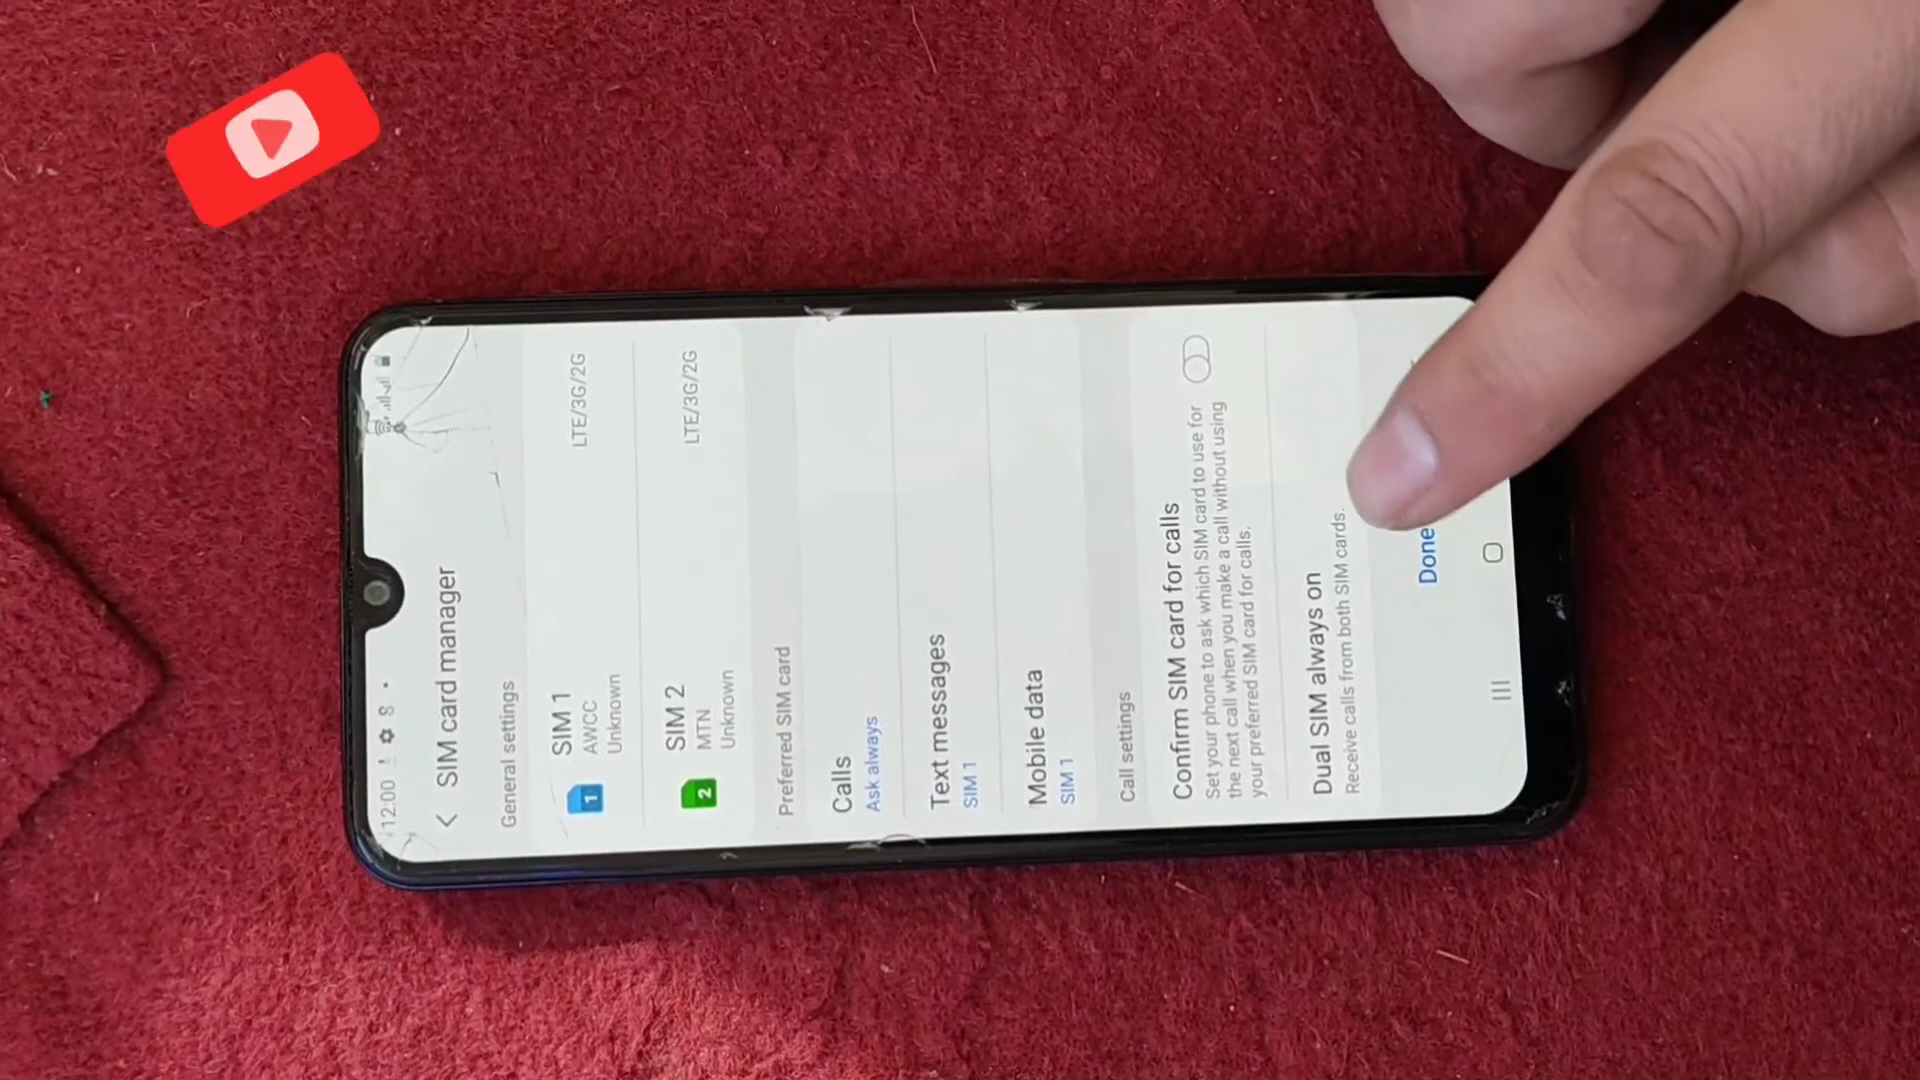 12:00
SIM card manager
General settings
SIM 1
AWCC
Unknown
LTE/3G/2G
SIM 2
MTN
Unknown
LTE/3G/2G
1
2
Preferred SIM card
Calls
Ask always
Text messages
SIM 1
Mobile data
SIM 1
Call settings
Confirm SIM card for calls
Set your phone to ask which SIM card to use for
the next call when you make a call without using
your preferred SIM card for calls.
Dual SIM always on
Receive calls from both SIM cards.
Done